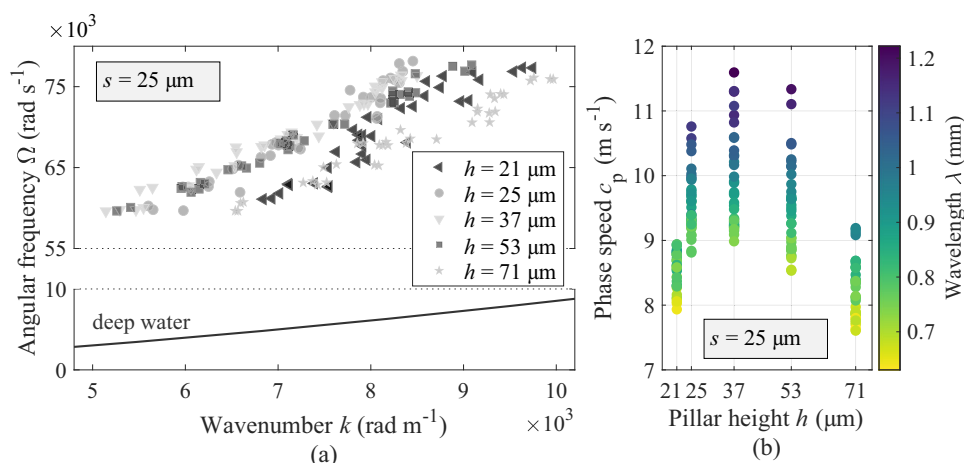 × 10³
Angular frequency Ω (rad s⁻¹)
75
65
55
10
0
s = 25 μm
h = 21 μm
h = 25 μm
h = 37 μm
h = 53 μm
h = 71 μm
deep water
5
6
7
8
9
10
Wavenumber k (rad m⁻¹)
× 10³
(a)
Phase speed cₚ (m s⁻¹)
12
11
10
9
8
7
s = 25 μm
21 25 37 53 71
Pillar height h (μm)
(b)
1.2
1.1
1
0.9
0.8
0.7
Wavelength λ (mm)